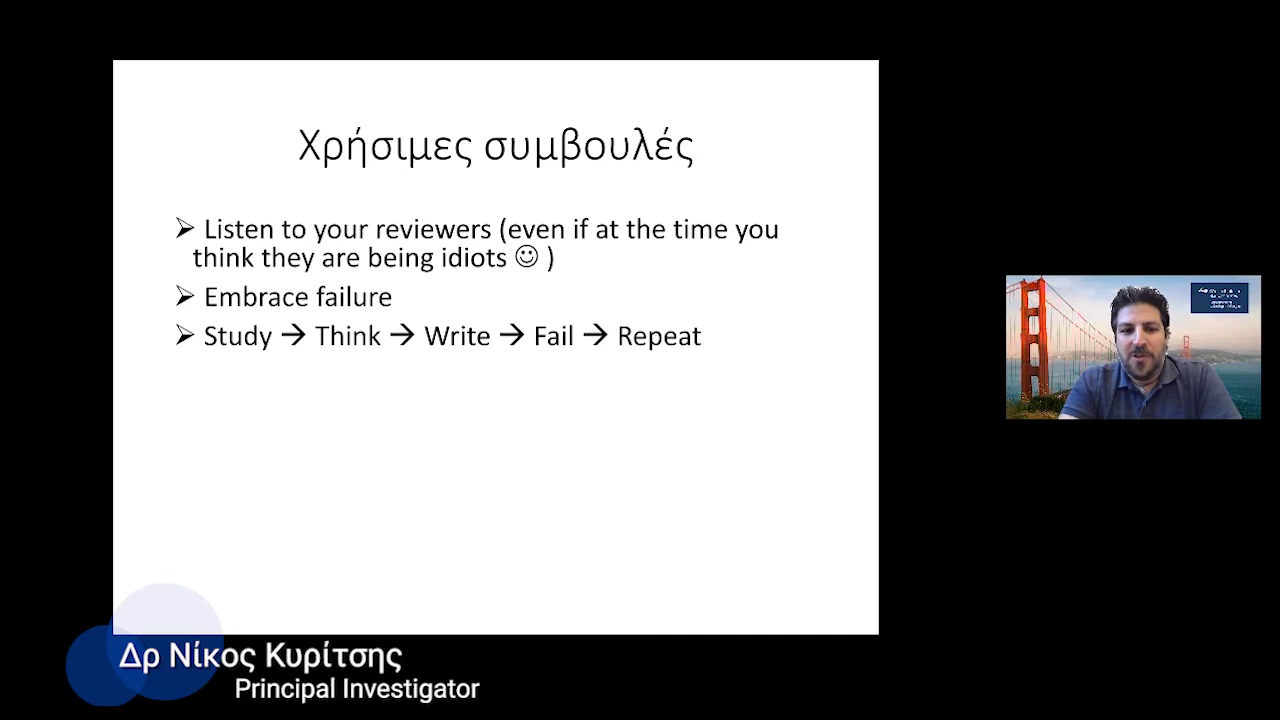 Χρήσιμες συμβουλές
➢ Listen to your reviewers (even if at the time you
think they are being idiots ☺ )
➢ Embrace failure
➢ Study → Think → Write → Fail → Repeat
Δρ Νίκος Κυρίτσης
Principal Investigator